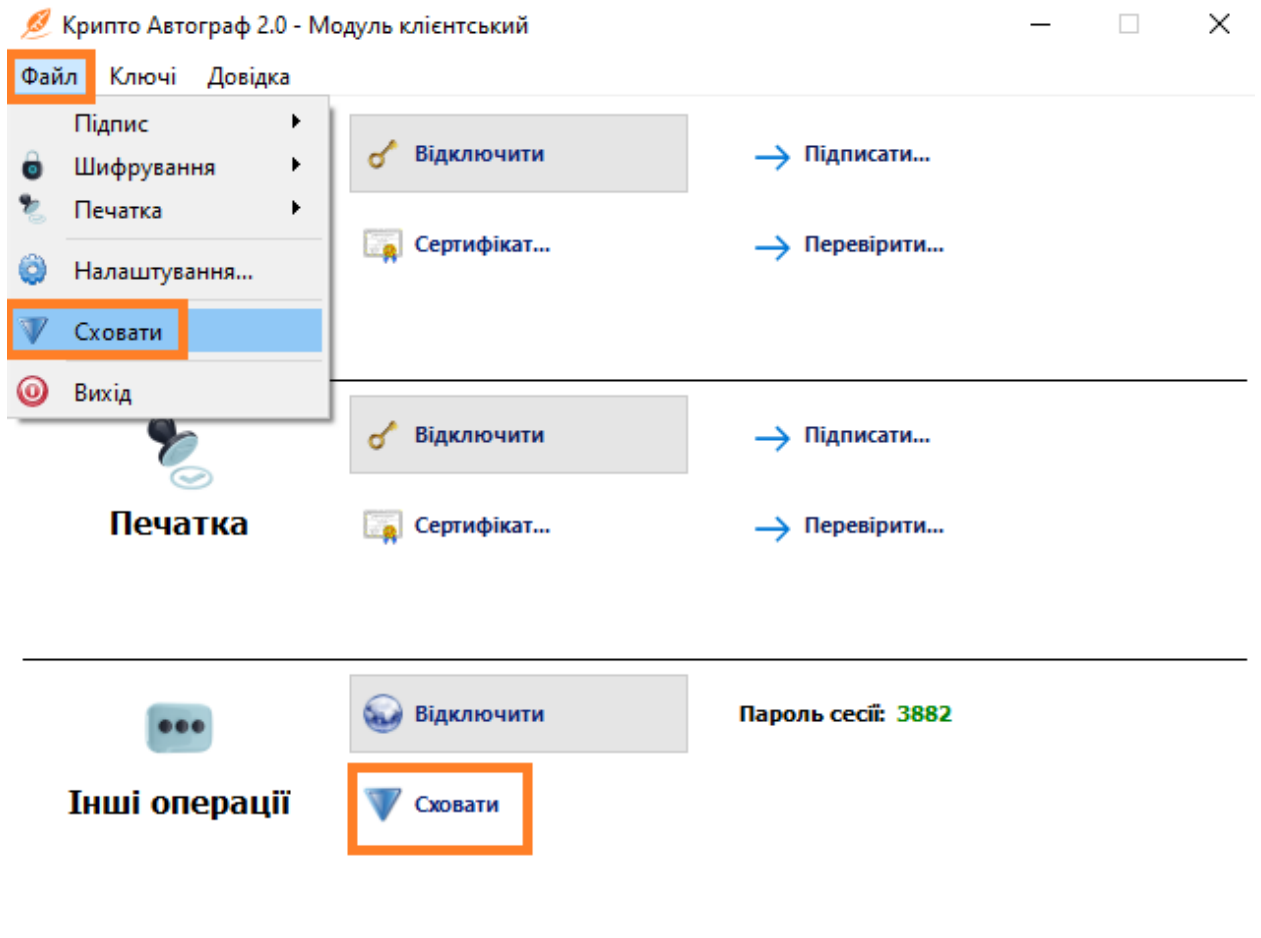 Крипто Автограф 2.0 - Модуль клієнтський
Файл Ключі Довідка
Підпис
Шифрування
Печатка
Налаштування...
Сховати
Вихід
Відключити Підписати...
Сертифікат... Перевірити...
Печатка
Відключити Підписати...
Сертифікат... Перевірити...
Інші операції
Відключити Пароль сесії: 3882
Сховати